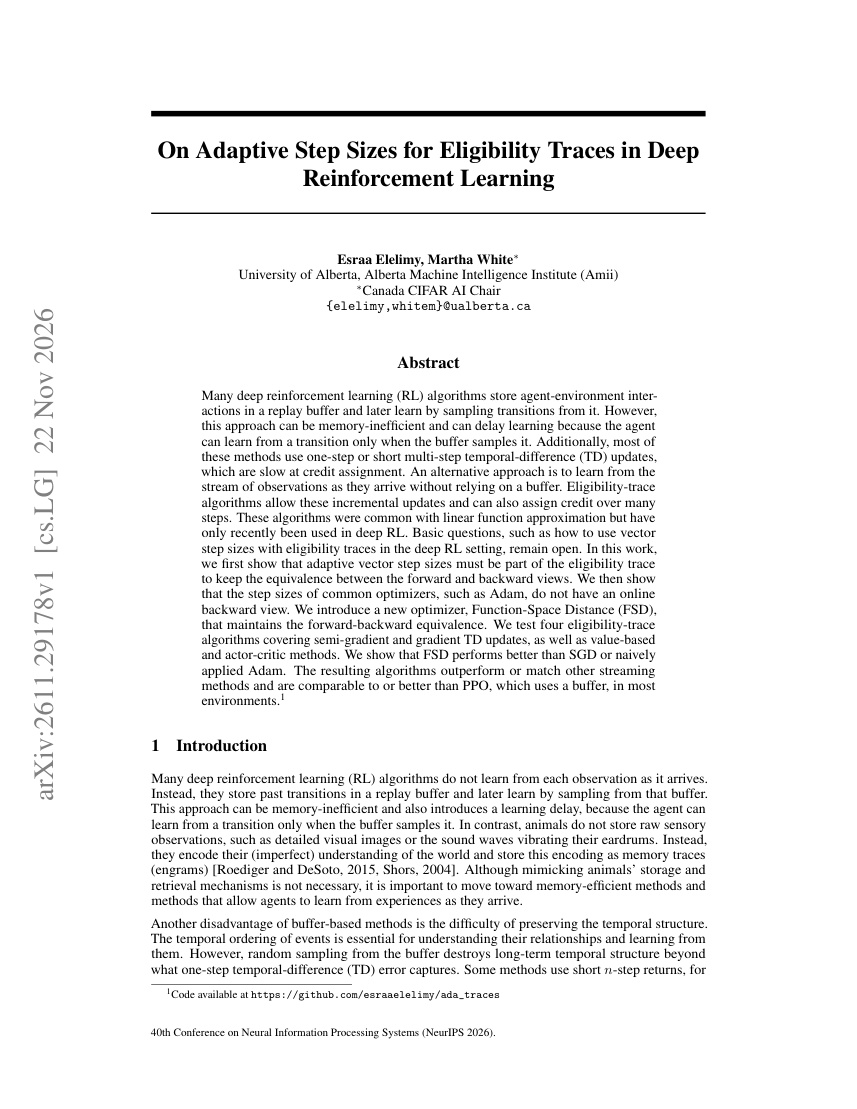 On Adaptive Step Sizes for Eligibility Traces in Deep
Reinforcement Learning
Esraa Elelimy, Martha White*
University of Alberta, Alberta Machine Intelligence Institute (Amii)
*Canada CIFAR AI Chair
{elelimy,whitem}@ualberta.ca
arXiv:2611.29178v1 [cs.LG] 22 Nov 2026
Abstract
Many deep reinforcement learning (RL) algorithms store agent-environment inter-
actions in a replay buffer and later learn by sampling transitions from it. However,
this approach can be memory-inefficient and can delay learning because the agent
can learn from a transition only when the buffer samples it. Additionally, most of
these methods use one-step or short multi-step temporal-difference (TD) updates,
which are slow at credit assignment. An alternative approach is to learn from the
stream of observations as they arrive without relying on a buffer. Eligibility-trace
algorithms allow these incremental updates and can also assign credit over many
steps. These algorithms were common with linear function approximation but have
only recently been used in deep RL. Basic questions, such as how to use vector
step sizes with eligibility traces in the deep RL setting, remain open. In this work,
we first show that adaptive vector step sizes must be part of the eligibility trace
to keep the equivalence between the forward and backward views. We then show
that the step sizes of common optimizers, such as Adam, do not have an online
backward view. We introduce a new optimizer, Function-Space Distance (FSD),
that maintains the forward-backward equivalence. We test four eligibility-trace
algorithms covering semi-gradient and gradient TD updates, as well as value-based
and actor-critic methods. We show that FSD performs better than SGD or naively
applied Adam. The resulting algorithms outperform or match other streaming
methods and are comparable to or better than PPO, which uses a buffer, in most
environments.1
1 Introduction
Many deep reinforcement learning (RL) algorithms do not learn from each observation as it arrives.
Instead, they store past transitions in a replay buffer and later learn by sampling from that buffer.
This approach can be memory-inefficient and also introduces a learning delay, because the agent can
learn from a transition only when the buffer samples it. In contrast, animals do not store raw sensory
observations, such as detailed visual images or the sound waves vibrating their eardrums. Instead,
they encode their (imperfect) understanding of the world and store this encoding as memory traces
(engrams) [Roediger and DeSoto, 2015, Shors, 2004]. Although mimicking animals' storage and
retrieval mechanisms is not necessary, it is important to move toward memory-efficient methods and
methods that allow agents to learn from experiences as they arrive.
Another disadvantage of buffer-based methods is the difficulty of preserving the temporal structure.
The temporal ordering of events is essential for understanding their relationships and learning from
them. However, random sampling from the buffer destroys long-term temporal structure beyond
what one-step temporal-difference (TD) error captures. Some methods use short n-step returns, for
1Code available at https://github.com/esraaelelimy/ada_traces
40th Conference on Neural Information Processing Systems (NeurIPS 2026).